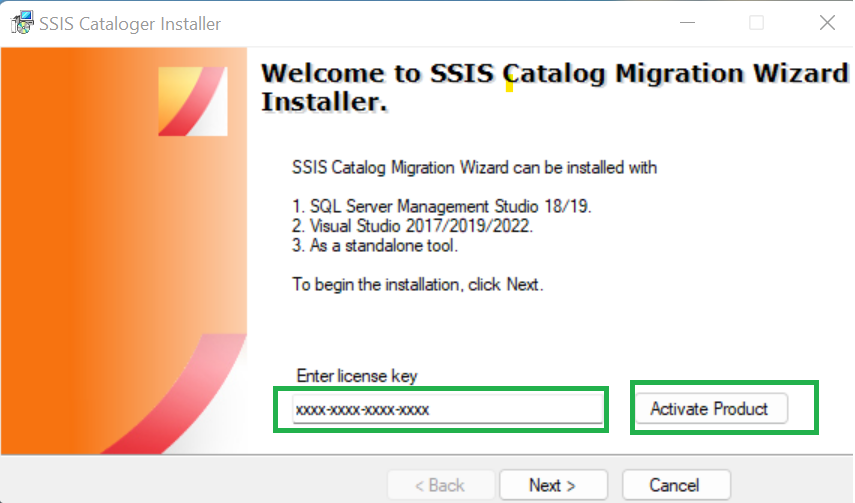 SSIS Cataloger Installer
Welcome to SSIS Catalog Migration Wizard
Installer.
SSIS Catalog Migration Wizard can be installed with
1. SQL Server Management Studio 18/19.
2. Visual Studio 2017/2019/2022.
3. As a standalone tool.
To begin the installation, click Next.
Enter license key
xxxx-xxxx-xxxx-xxxx
Activate Product
< Back
Next >
Cancel